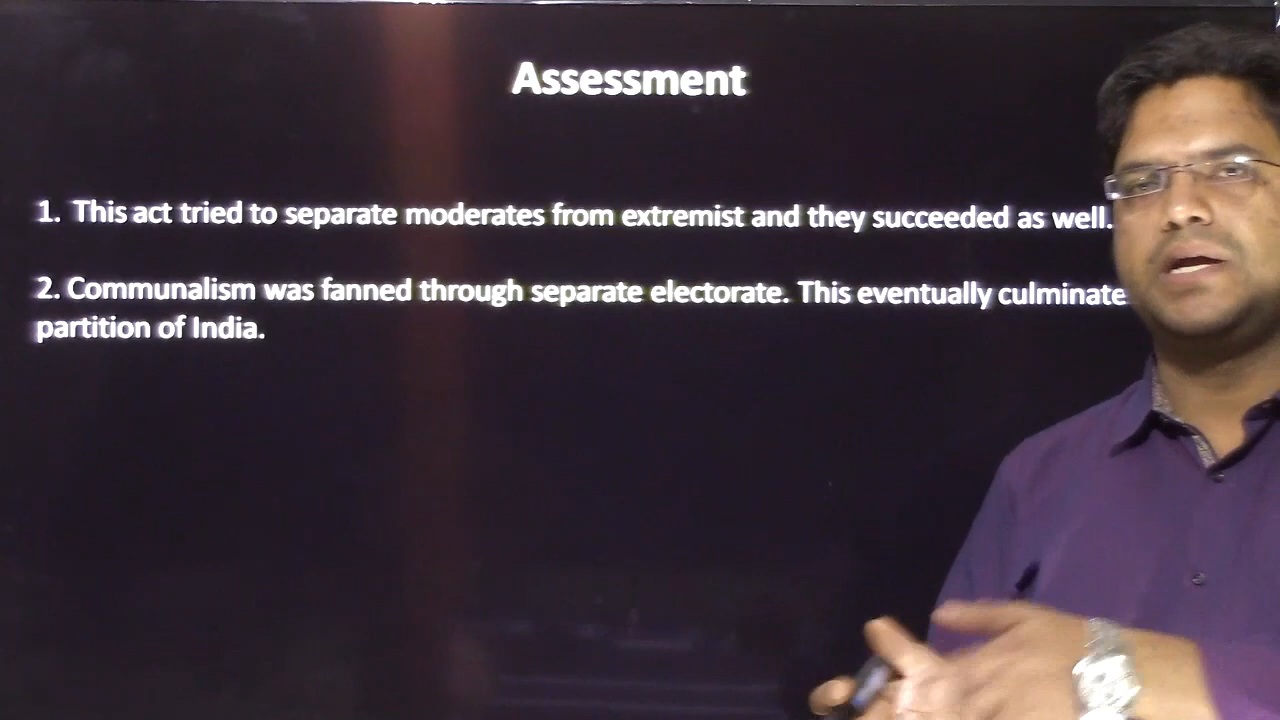 Assessment
1. This act tried to separate moderates from extremist and they succeeded as well.
2. Communalism was fanned through separate electorate. This eventually culminate
partition of India.